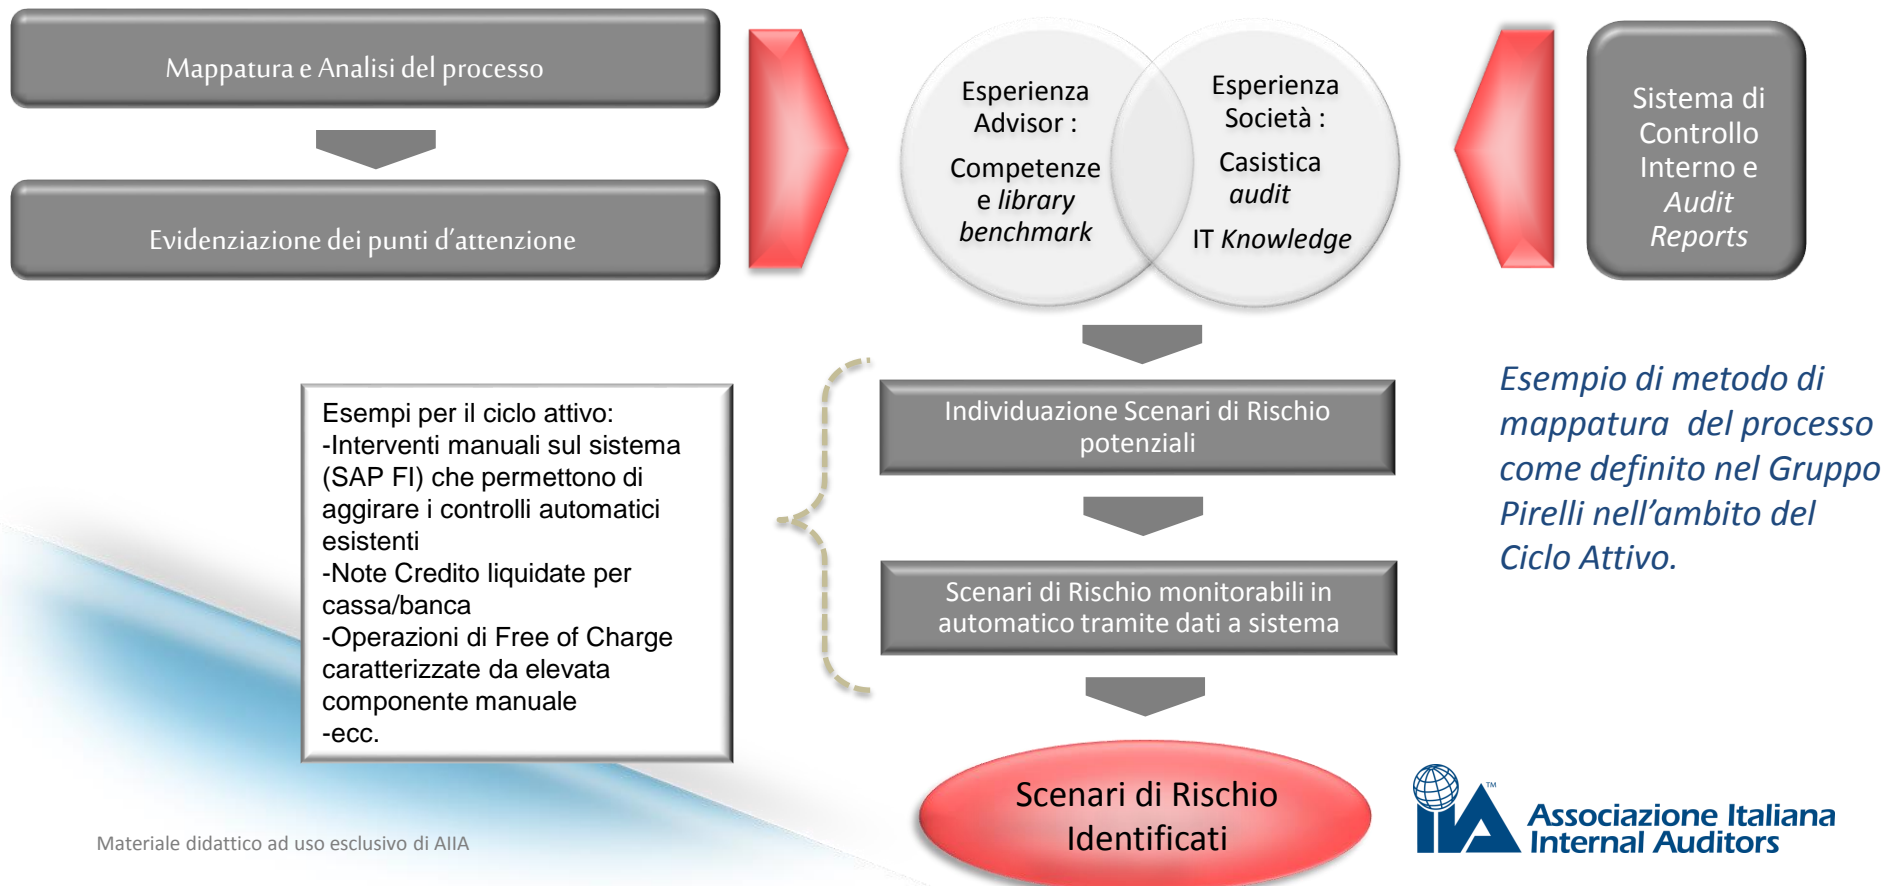 Mappatura e Analisi del processo
Evidenziazione dei punti d'attenzione
Esperienza
Advisor :
Competenze
e library
benchmark
Esperienza
Società :
Casistica
audit
IT Knowledge
Sistema di
Controllo
Interno e
Audit
Reports
Esempi per il ciclo attivo:
-Interventi manuali sul sistema
(SAP FI) che permettono di
aggirare i controlli automatici
esistenti
-Note Credito liquidate per
cassa/banca
-Operazioni di Free of Charge
caratterizzate da elevata
componente manuale
-ecc.
Individuazione Scenari di Rischio
potenziali
Scenari di Rischio monitorabili in
automatico tramite dati a sistema
Scenari di Rischio
Identificati
Esempio di metodo di
mappatura  del processo
come definito nel Gruppo
Pirelli nell'ambito del
Ciclo Attivo.
Materiale didattico ad uso esclusivo di AIIA
IIA TM
Associazione Italiana
Internal Auditors